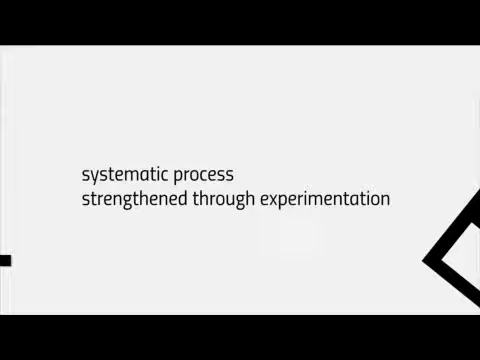 systematic process
strengthened through experimentation